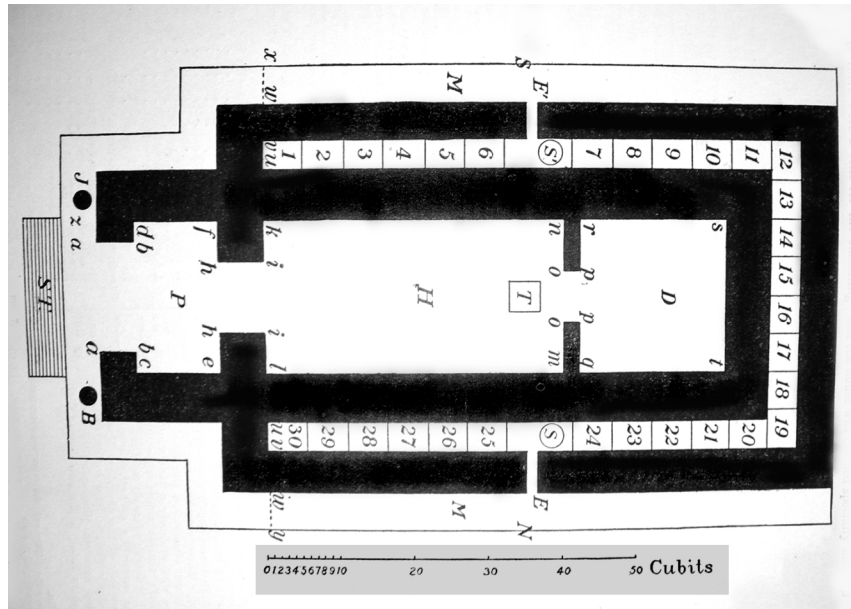 x
S
w
M
E
v u 1 2 3 4 5 6 S 7 8 9 10 11 12
13
J
z
a
d b
f
k
n
r
s
14
h
i
o
p
15
ST.
P
H
T
D
h
i
o
p
16
a
b c
e
l
m
q
t
17
18
B
u v 30 29 28 27 26 25 S 24 23 22 21 20 19
w
M
E
N
y
0 1 2 3 4 5 6 7 8 9 10 20 30 40 50 Cubits